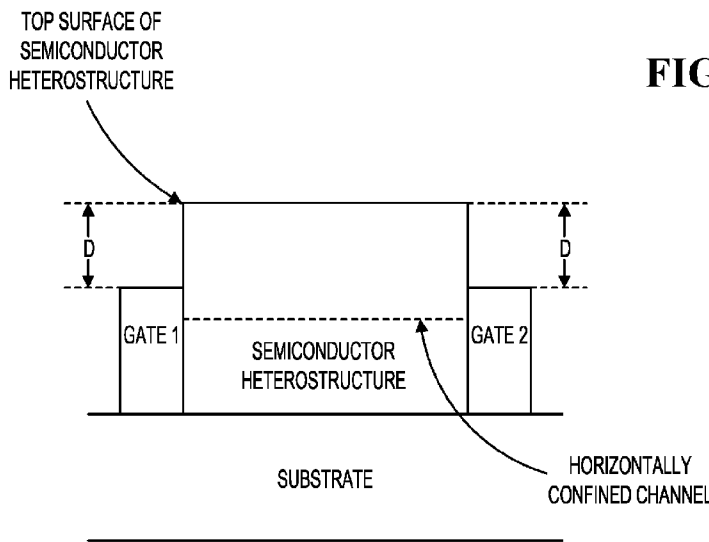 TOP SURFACE OF
SEMICONDUCTOR
HETEROSTRUCTURE
FIG
D
D
GATE 1
GATE 2
SEMICONDUCTOR
HETEROSTRUCTURE
SUBSTRATE
HORIZONTALLY
CONFINED CHANNEL